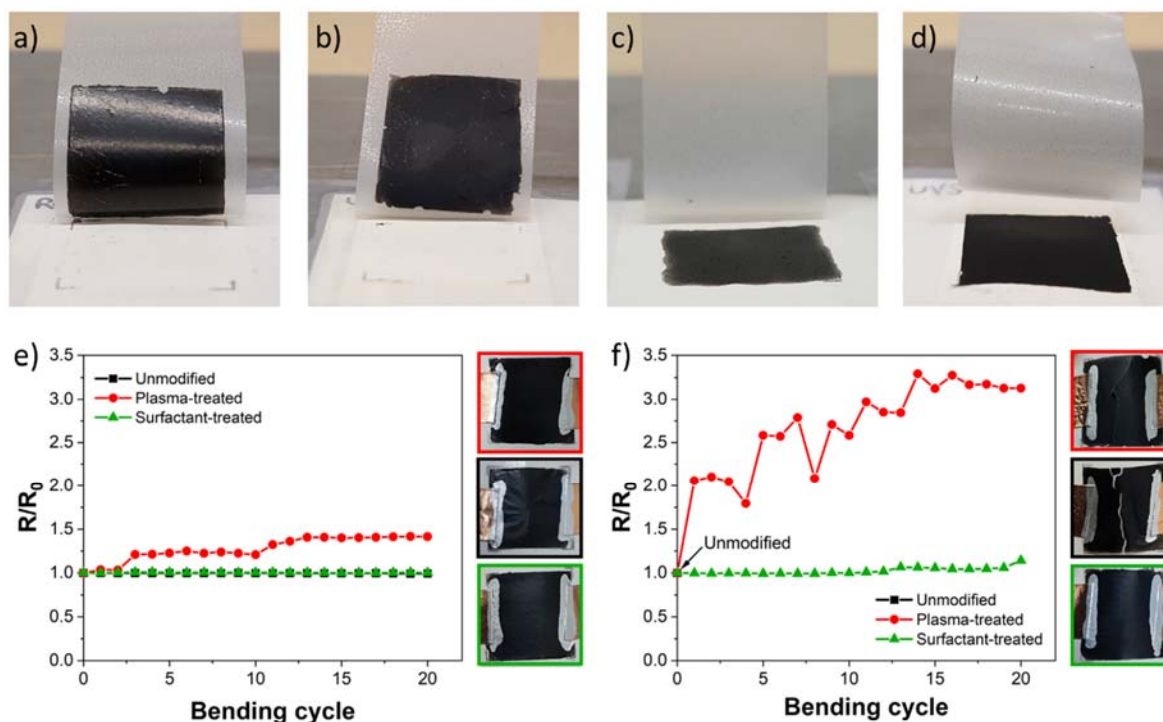 a)
b)
c)
d)
UVS
e)
3.5
3.0
2.5
2.0
1.5
1.0
0.5
0.0
R/R₀
Unmodified
Plasma-treated
Surfactant-treated
0 5 10 15 20
Bending cycle
f)
3.5
3.0
2.5
2.0
1.5
1.0
0.5
0.0
R/R₀
Unmodified
Unmodified
Plasma-treated
Surfactant-treated
0 5 10 15 20
Bending cycle